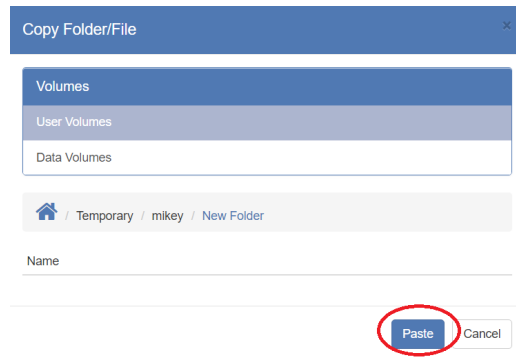 Copy Folder/File ×
Volumes
User Volumes
Data Volumes
/ Temporary / mikey / New Folder
Name
Paste Cancel